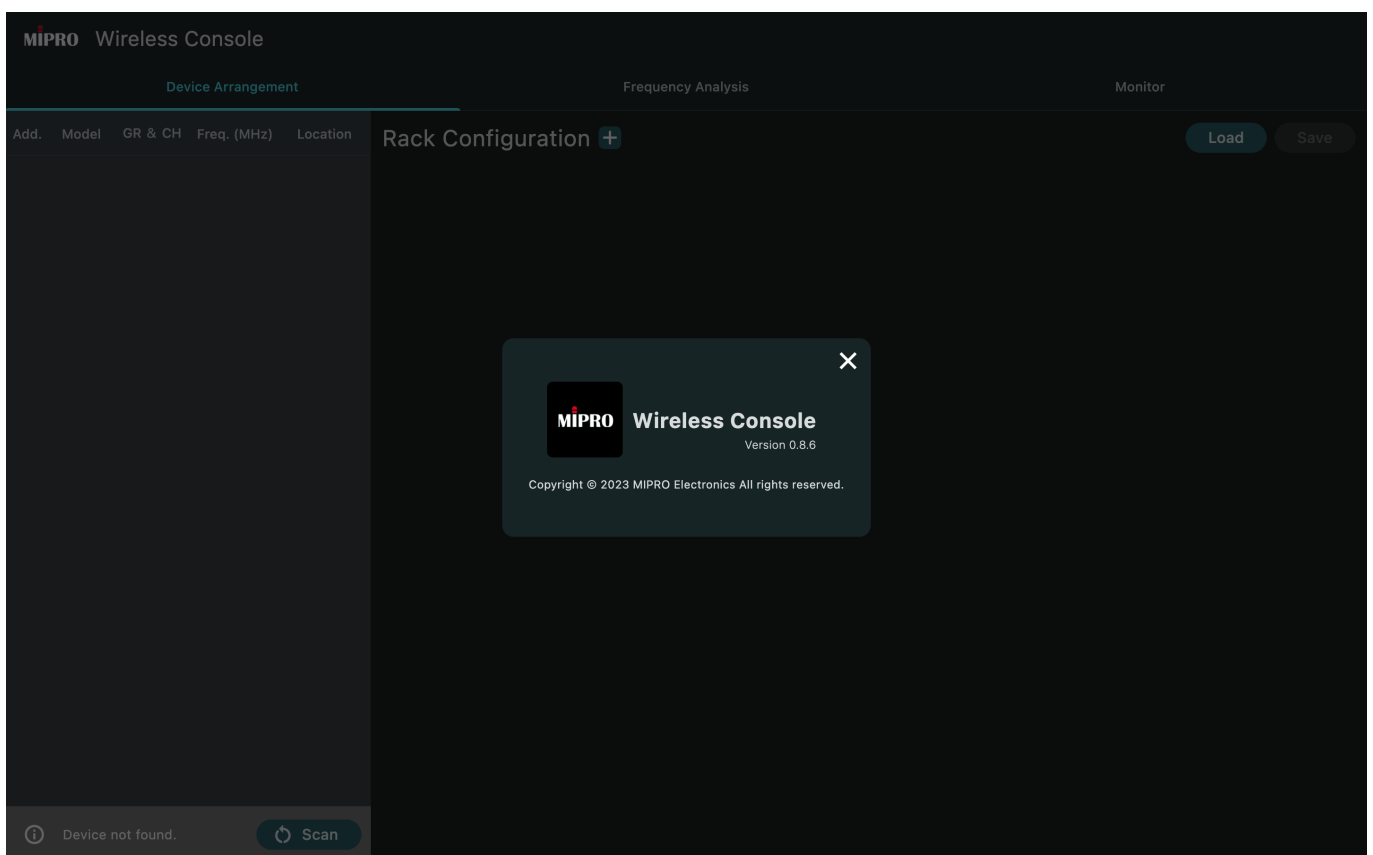 MIPRO Wireless Console
Device Arrangement Frequency Analysis Monitor
Add. Model GR & CH Freq. (MHz) Location
Rack Configuration + Load Save
MIPRO Wireless Console
Version 0.8.6
Copyright © 2023 MIPRO Electronics All rights reserved.
Device not found. Scan